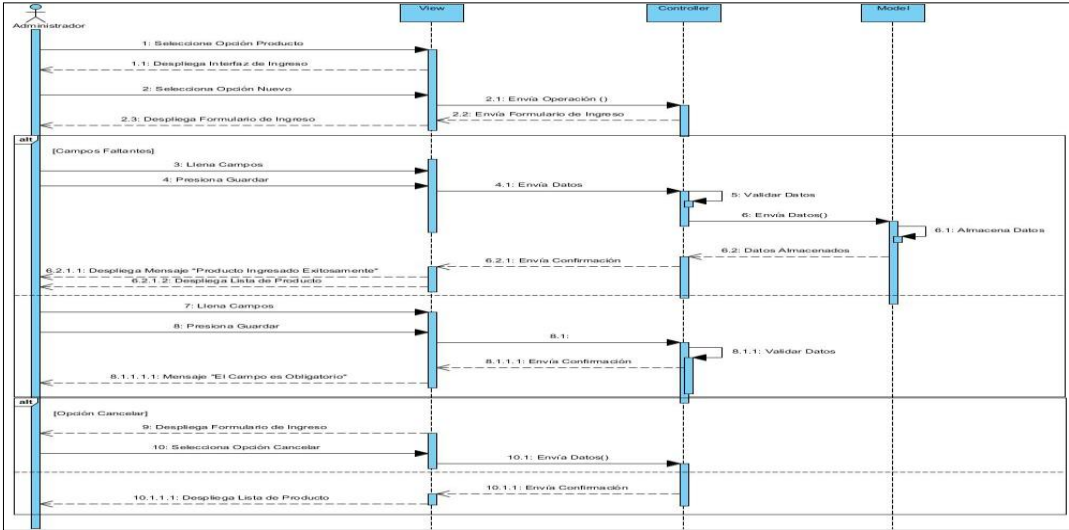 View
Controller
Model
Administrador
1: Seleccione Opción Producto
1.1: Despliega Interfaz de Ingreso
2: Selecciona Opción Nuevo
2.1: Envía Operación ()
2.2: Envía Formulario de Ingreso
2.3: Despliega Formulario de Ingreso
alt
[Campos Faltantes]
3: Llena Campos
4: Presiona Guardar
4.1: Envía Datos
5: Validar Datos
6: Envía Datos()
6.1: Almacena Datos
6.2: Datos Almacenados
6.2.1: Envía Confirmación
6.2.1.1: Despliega Mensaje "Producto Ingresado Exitosamente"
6.2.1.2: Despliega Lista de Producto
7: Llena Campos
8: Presiona Guardar
8.1:
8.1.1: Validar Datos
8.1.1.1: Envía Confirmación
8.1.1.1.1: Mensaje "El Campo es Obligatorio"
alt
[Opción Cancelar]
9: Despliega Formulario de Ingreso
10: Selecciona Opción Cancelar
10.1: Envía Datos()
10.1.1: Envía Confirmación
10.1.1.1: Despliega Lista de Producto